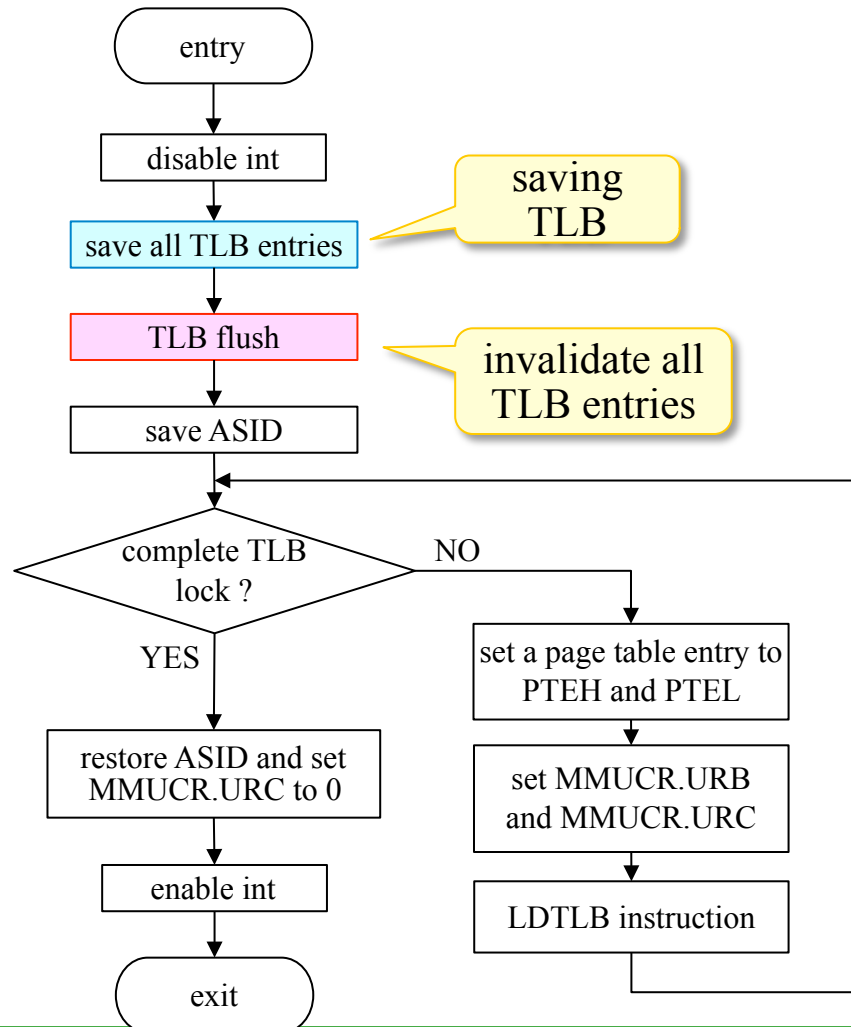 entry
disable int
saving
TLB
save all TLB entries
TLB flush
invalidate all
TLB entries
save ASID
complete TLB
lock ?
NO
YES
set a page table entry to
PTEH and PTEL
restore ASID and set
MMUCR.URC to 0
set MMUCR.URB
and MMUCR.URC
enable int
LDTLB instruction
exit